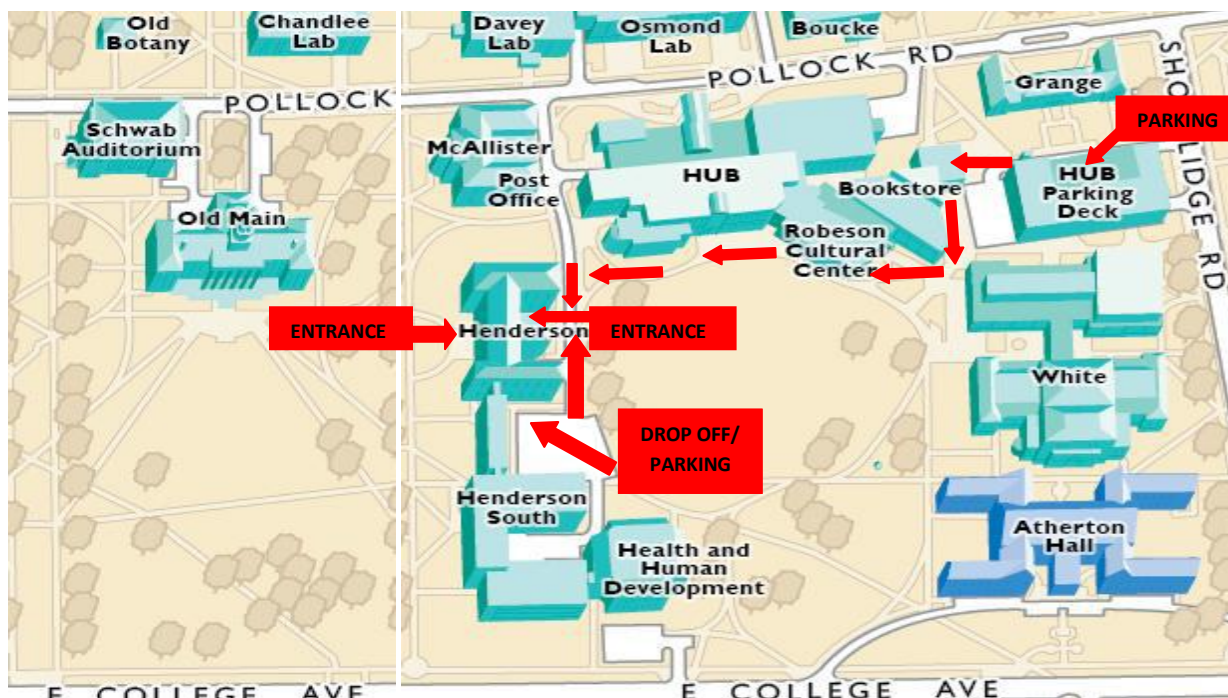 Old
Botany
Chandlee
Lab
Davey
Lab
Osmond
Lab
Boucke
POLLOCK RD
Grange
PARKING
POLLOCK
Schwab
Auditorium
McAllister
Post
Office
HUB
Bookstore
HUB
Parking
Deck
Old Main
Robeson
Cultural
Center
LIDGE RD
ENTRANCE
Henderson
ENTRANCE
White
DROP OFF/
PARKING
Henderson
South
Atherton
Hall
Health and
Human
Development
E COLLEGE AVE
E COLLEGE AVE